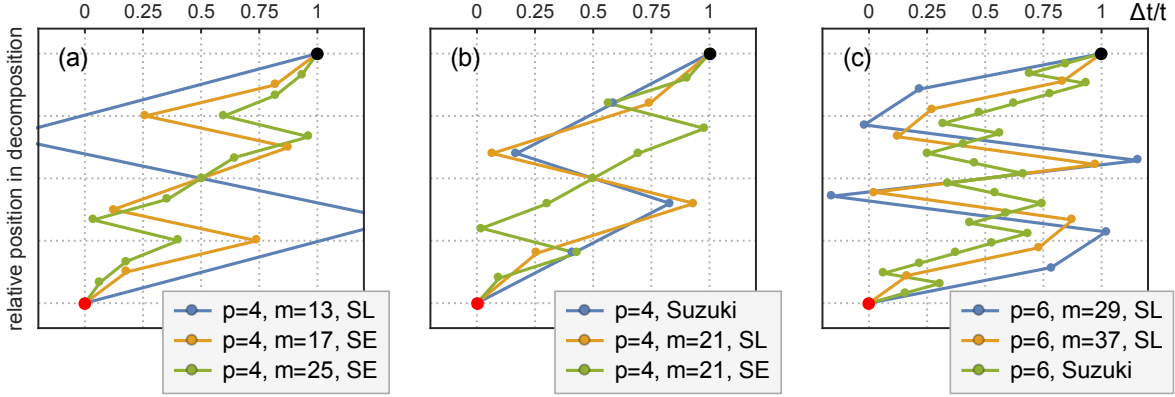 0 0.25 0.5 0.75 1 0 0.25 0.5 0.75 1 0 0.25 0.5 0.75 1 Δt/t
(a) (b) (c)
relative position in decomposition
p=4, m=13, SL
p=4, m=17, SE
p=4, m=25, SE
p=4, Suzuki
p=4, m=21, SL
p=4, m=21, SE
p=6, m=29, SL
p=6, m=37, SL
p=6, Suzuki